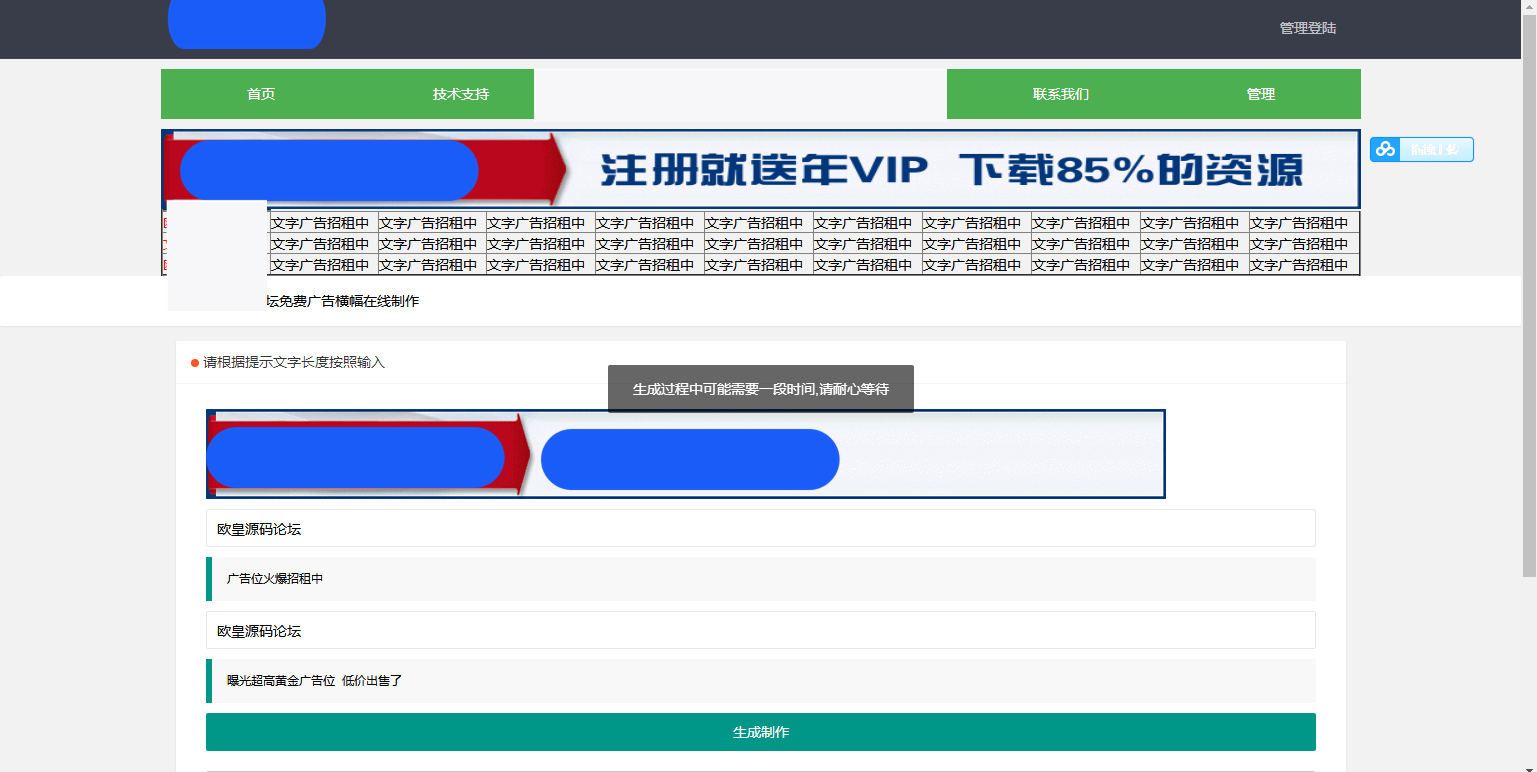 管理登陆
首页 技术支持 联系我们 管理
注册就送年VIP 下载85%的资源
文字广告招租中 文字广告招租中 文字广告招租中 文字广告招租中 文字广告招租中 文字广告招租中 文字广告招租中 文字广告招租中 文字广告招租中 文字广告招租中
文字广告招租中 文字广告招租中 文字广告招租中 文字广告招租中 文字广告招租中 文字广告招租中 文字广告招租中 文字广告招租中 文字广告招租中 文字广告招租中
文字广告招租中 文字广告招租中 文字广告招租中 文字广告招租中 文字广告招租中 文字广告招租中 文字广告招租中 文字广告招租中 文字广告招租中 文字广告招租中
坛免费广告横幅在线制作
请根据提示文字长度按照输入
生成过程中可能需要一段时间,请耐心等待
欧皇源码论坛
广告位火爆招租中
欧皇源码论坛
曝光超高黄金广告位 低价出售了
生成制作